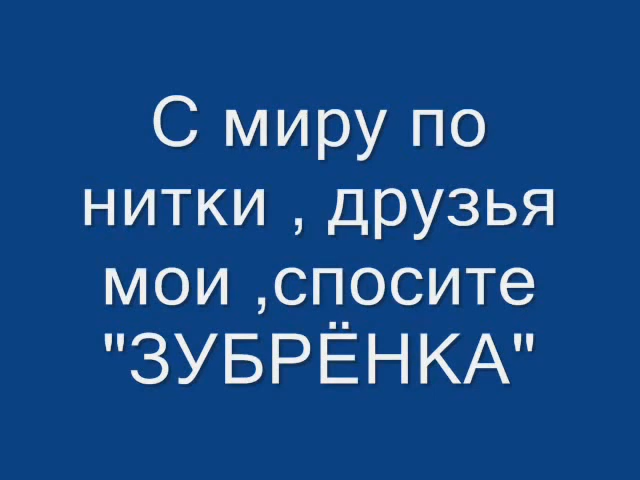 С миру по
нитки , друзья
мои ,спосите
"ЗУБРЁНКА"